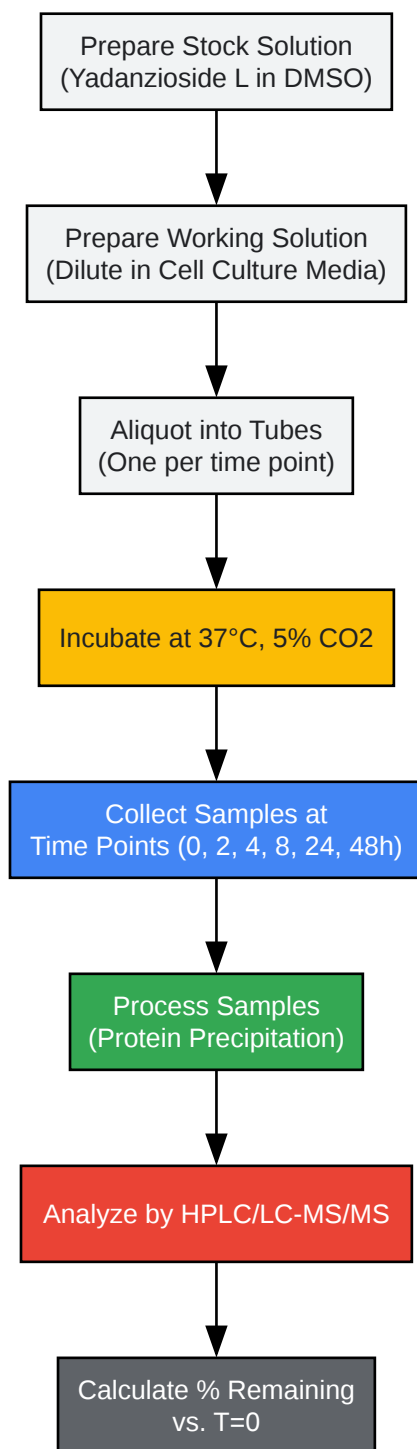 Prepare Stock Solution
(Yadanzioside L in DMSO)
Prepare Working Solution
(Dilute in Cell Culture Media)
Aliquot into Tubes
(One per time point)
Incubate at 37°C, 5% CO2
Collect Samples at
Time Points (0, 2, 4, 8, 24, 48h)
Process Samples
(Protein Precipitation)
Analyze by HPLC/LC-MS/MS
Calculate % Remaining
vs. T=0